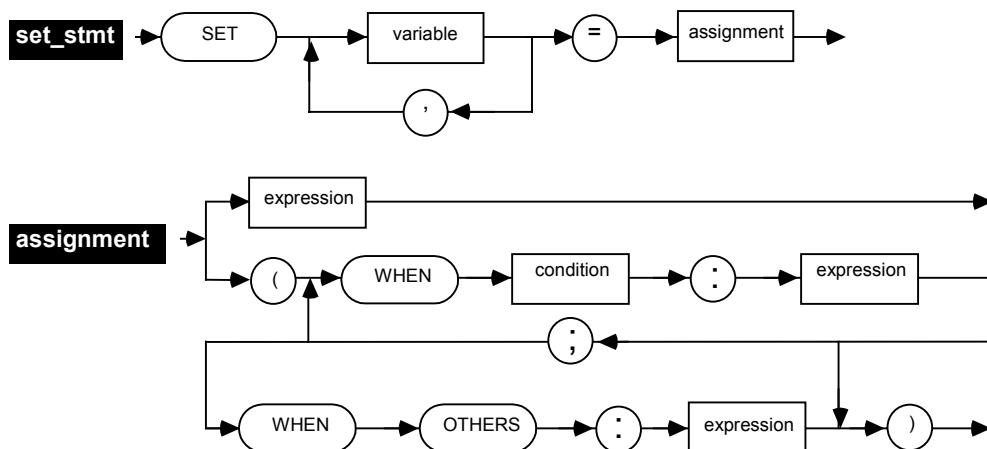 set_stmt SET variable = assignment
,
expression
assignment
( WHEN condition : expression
;
WHEN OTHERS : expression )